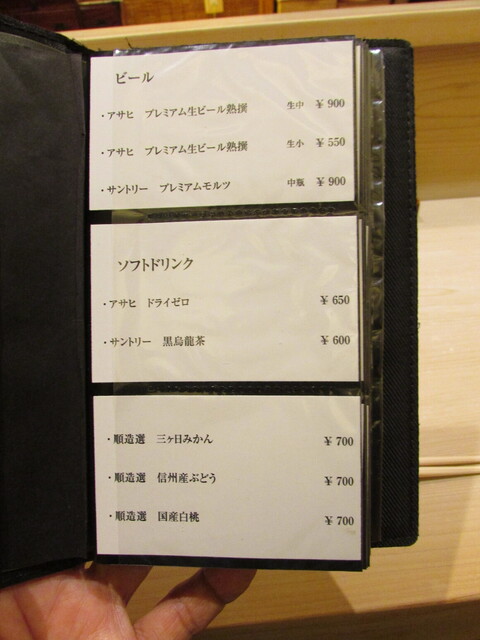 ビール
・アサヒ プレミアム生ビール熟撰 生中 ¥900
・アサヒ プレミアム生ビール熟撰 生小 ¥550
・サントリー プレミアムモルツ 中瓶 ¥900
ソフトドリンク
・アサヒ ドライゼロ ¥650
・サントリー 黒烏龍茶 ¥600
・順造選 三ヶ日みかん ¥700
・順造選 信州産ぶどう ¥700
・順造選 国産白桃 ¥700